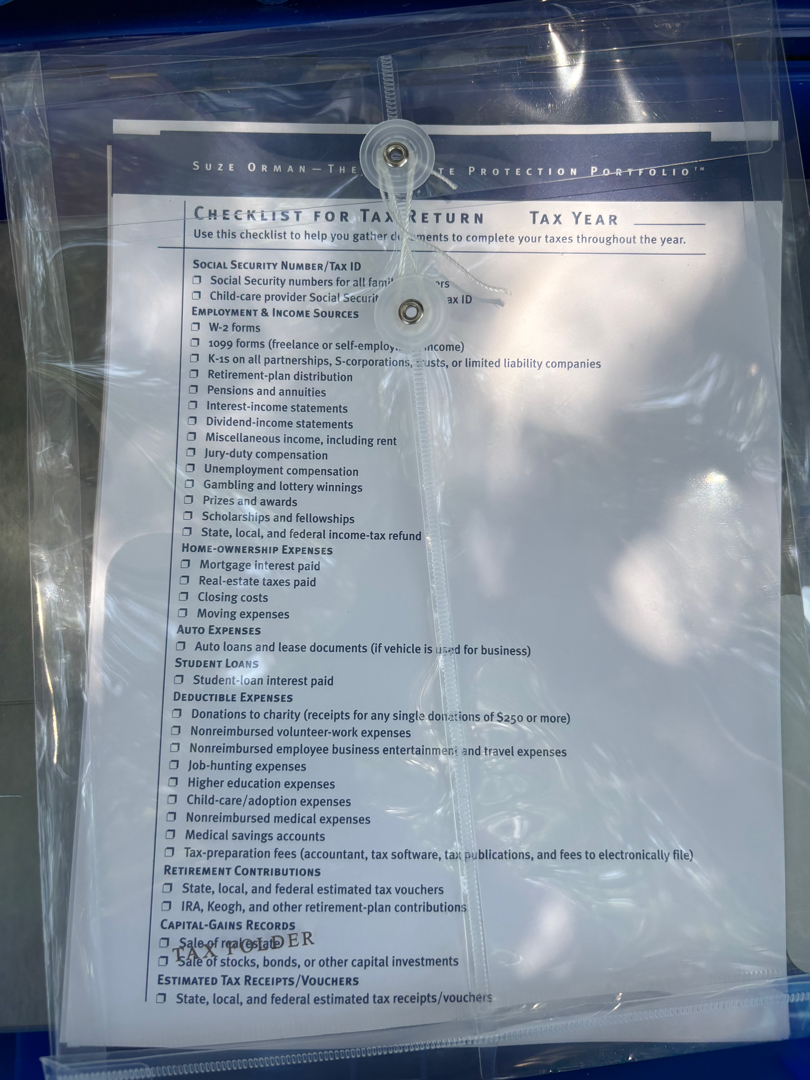 SUZE ORMAN—THE TE PROTECTION PORTFOLIO™
CHECKLIST FOR TAX RETURN TAX YEAR
Use this checklist to help you gather documents to complete your taxes throughout the year.
SOCIAL SECURITY NUMBER/TAX ID
❐ Social Security numbers for all family members
❐ Child-care provider Social Security Tax ID
EMPLOYMENT & INCOME SOURCES
❐ W-2 forms
❐ 1099 forms (freelance or self-employed income)
❐ K-1s on all partnerships, S-corporations, trusts, or limited liability companies
❐ Retirement-plan distribution
❐ Pensions and annuities
❐ Interest-income statements
❐ Dividend-income statements
❐ Miscellaneous income, including rent
❐ Jury-duty compensation
❐ Unemployment compensation
❐ Gambling and lottery winnings
❐ Prizes and awards
❐ Scholarships and fellowships
❐ State, local, and federal income-tax refund
HOME-OWNERSHIP EXPENSES
❐ Mortgage interest paid
❐ Real-estate taxes paid
❐ Closing costs
❐ Moving expenses
AUTO EXPENSES
❐ Auto loans and lease documents (if vehicle is used for business)
STUDENT LOANS
❐ Student-loan interest paid
DEDUCTIBLE EXPENSES
❐ Donations to charity (receipts for any single donations of $250 or more)
❐ Nonreimbursed volunteer-work expenses
❐ Nonreimbursed employee business entertainment and travel expenses
❐ Job-hunting expenses
❐ Higher education expenses
❐ Child-care/adoption expenses
❐ Nonreimbursed medical expenses
❐ Medical savings accounts
❐ Tax-preparation fees (accountant, tax software, tax publications, and fees to electronically file)
RETIREMENT CONTRIBUTIONS
❐ State, local, and federal estimated tax vouchers
❐ IRA, Keogh, and other retirement-plan contributions
CAPITAL-GAINS RECORDS
❐ Sale of real estate
TAX FOLDER
❐ Sale of stocks, bonds, or other capital investments
ESTIMATED TAX RECEIPTS/VOUCHERS
❐ State, local, and federal estimated tax receipts/vouchers